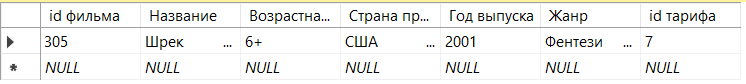 id фильма Название Возрастна... Страна пр... Год выпуска Жанр id тарифа
305 Шрек ... 6+ США ... 2001 Фентези ... 7
NULL NULL NULL NULL NULL NULL NULL